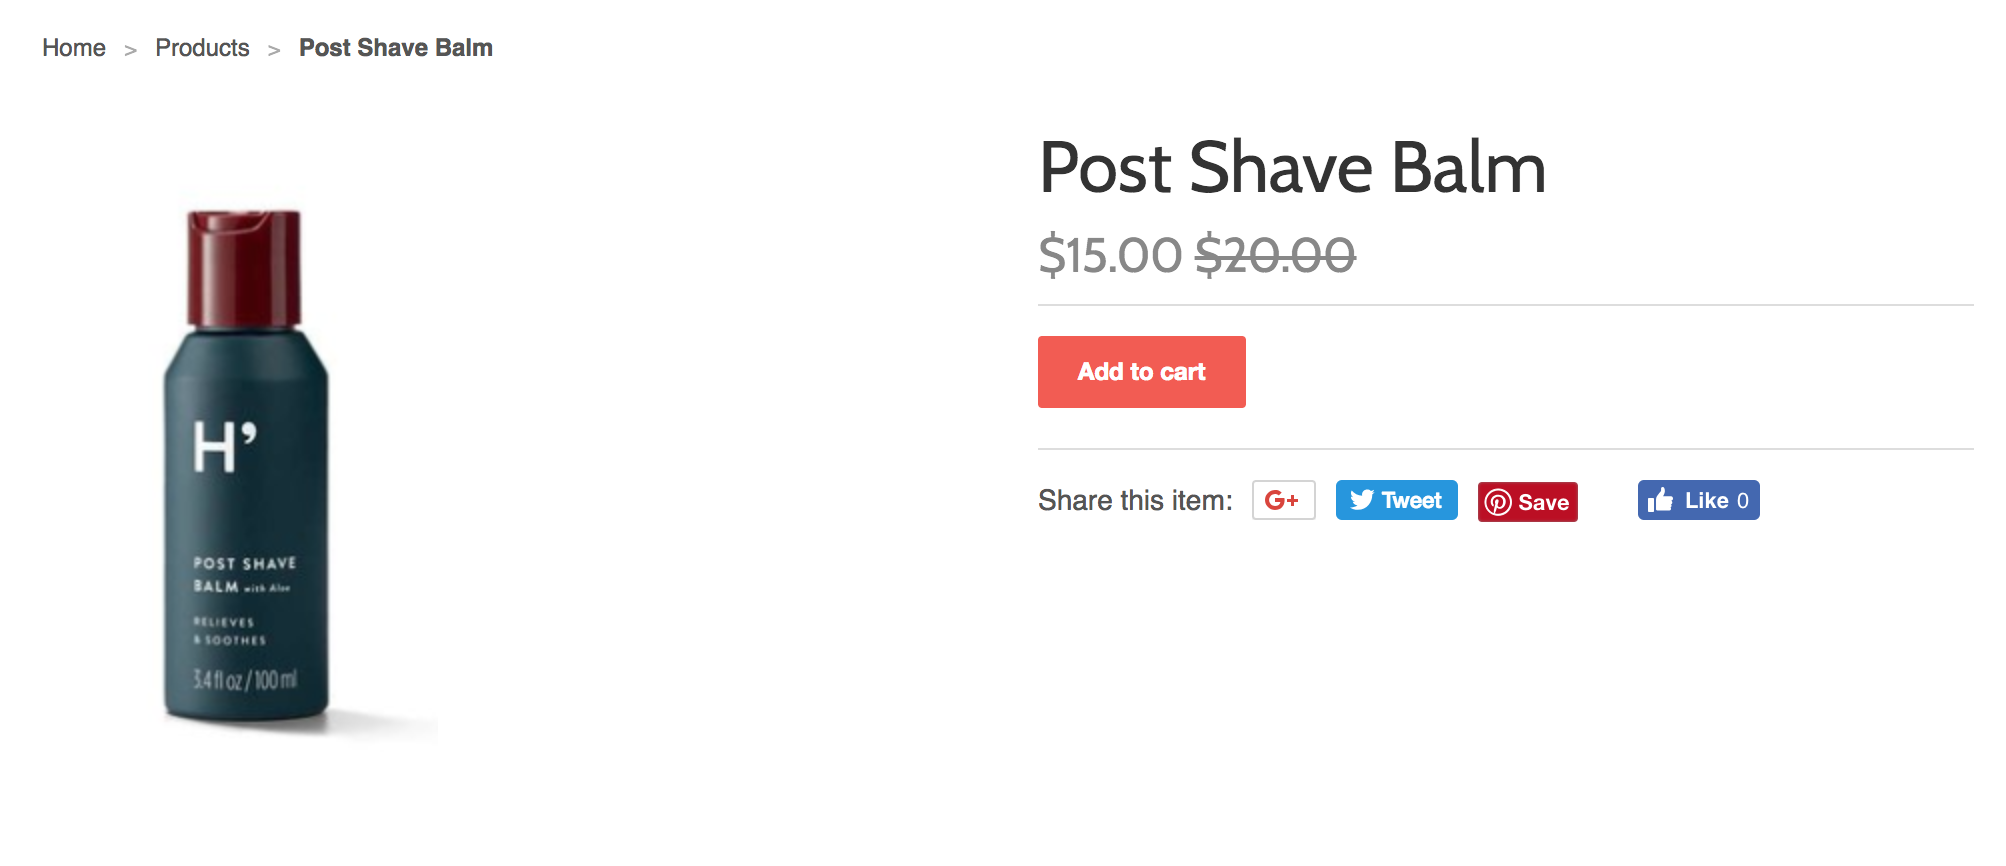 Home > Products > Post Shave Balm
H’
POST SHAVE
BALM with Aloe
RELIEVES
& SOOTHES
3.4 fl oz / 100 ml
Post Shave Balm
$15.00 $20.00
Add to cart
Share this item: G+ Tweet Save Like 0